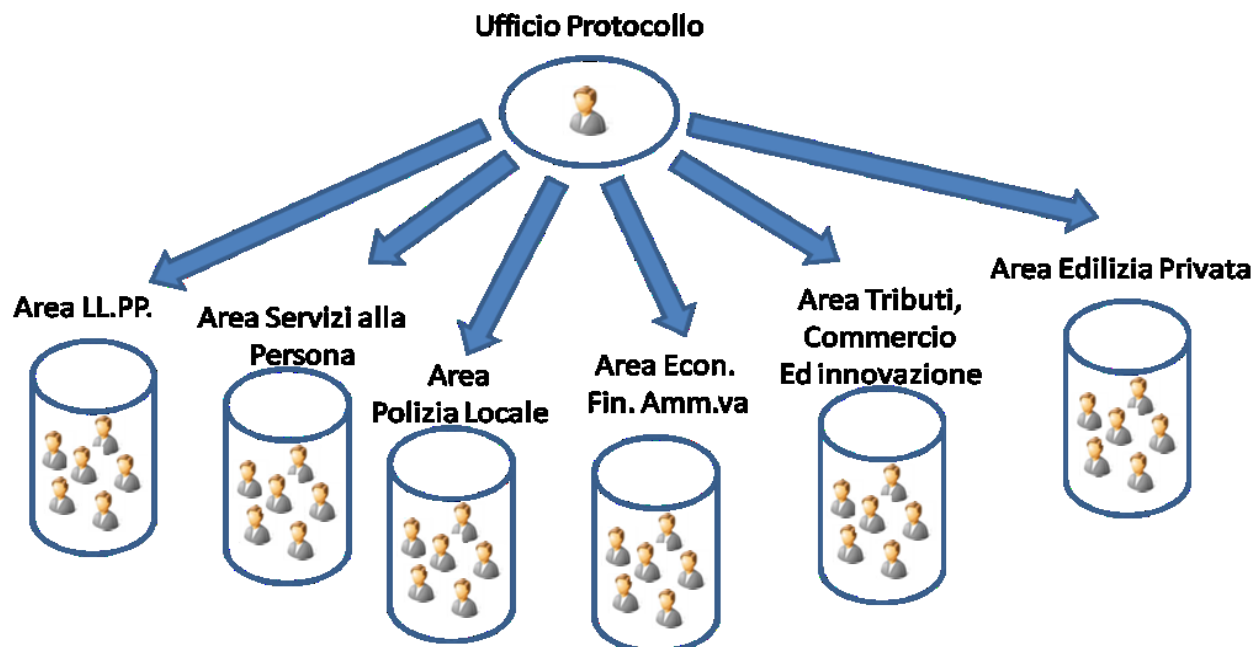 Ufficio Protocollo
Area LL.PP.
Area Servizi alla
Persona
Area
Polizia Locale
Area Econ.
Fin. Amm.va
Area Tributi,
Commercio
Ed innovazione
Area Edilizia Privata